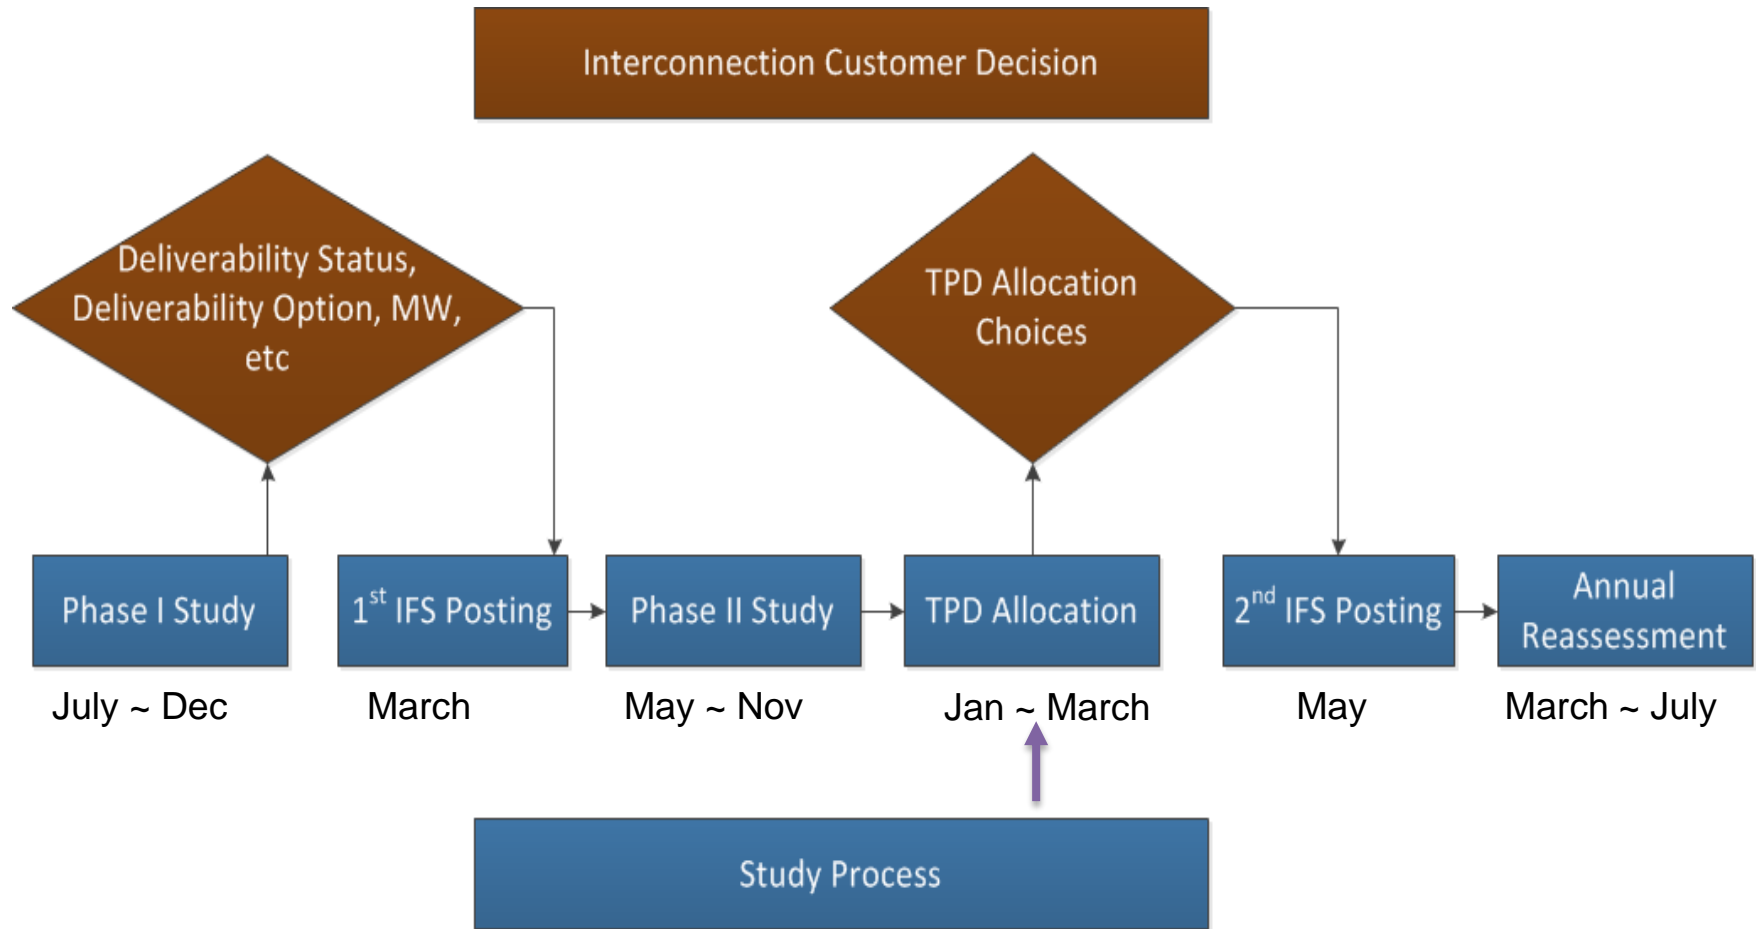 Interconnection Customer Decision
Deliverability Status,
Deliverability Option, MW,
etc
TPD Allocation
Choices
Phase I Study
1st IFS Posting
Phase II Study
TPD Allocation
2nd IFS Posting
Annual
Reassessment
July ~ Dec
March
May ~ Nov
Jan ~ March
May
March ~ July
Study Process